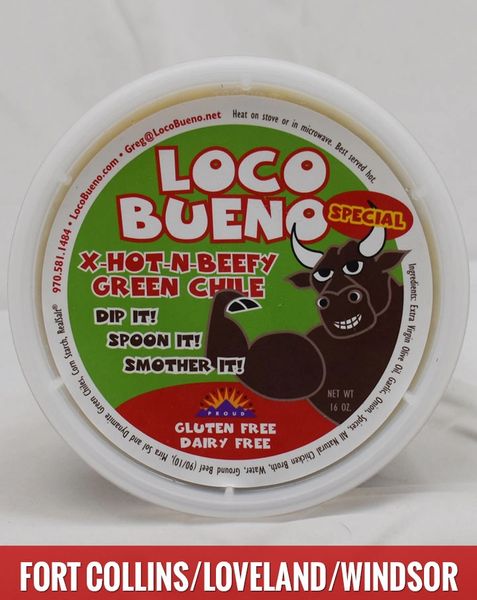 970.581.1484 • LocoBueno.com • Greg@LocoBueno.net
Heat on stove or in microwave. Best served hot.
LOCO
BUENO
SPECIAL
X-HOT-N-BEEFY
GREEN CHILE
DIP IT!
SPOON IT!
SMOTHER IT!
NET WT
16 OZ.
PROUD
GLUTEN FREE
DAIRY FREE
Ingredients: Extra Virgin Olive Oil, Garlic, Onion, Spices, All Natural Chicken Broth, Water, Ground Beef (90/10), Mira Sol and Dynamite Green Chiles, Corn Starch, RealSalt®
FORT COLLINS/LOVELAND/WINDSOR